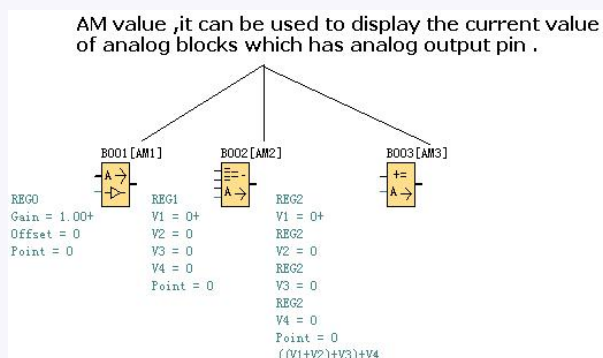 AM value ,it can be used to display the current value
of analog blocks which has analog output pin .
B001[AM1]
B002[AM2]
B003[AM3]
A→
A→
+=
A→
REG0
Gain = 1.00+
Offset = 0
Point = 0
REG1
V1 = 0+
V2 = 0
V3 = 0
V4 = 0
Point = 0
REG2
V1 = 0+
REG2
V2 = 0
REG2
V3 = 0
REG2
V4 = 0
Point = 0
((V1+V2)+V3)+V4